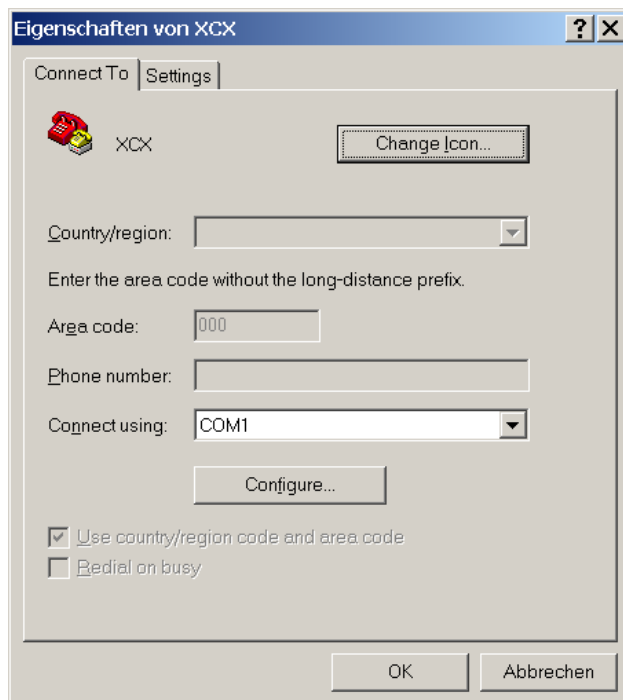 Eigenschaften von XCX
Connect To Settings
XCX Change Icon...
Country/region:
Enter the area code without the long-distance prefix.
Area code: 000
Phone number:
Connect using: COM1
Configure...
Use country/region code and area code
Redial on busy
OK Abbrechen